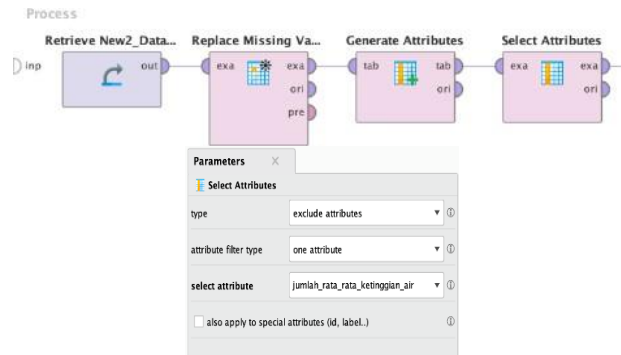 Process
Retrieve New2_Data... Replace Missing Va... Generate Attributes Select Attributes
inp out exa exa tab tab exa exa
ori ori ori
pre
Parameters
Select Attributes
type exclude attributes
attribute filter type one attribute
select attribute jumlah_rata_rata_ketinggian_air
also apply to special attributes (id, label..)